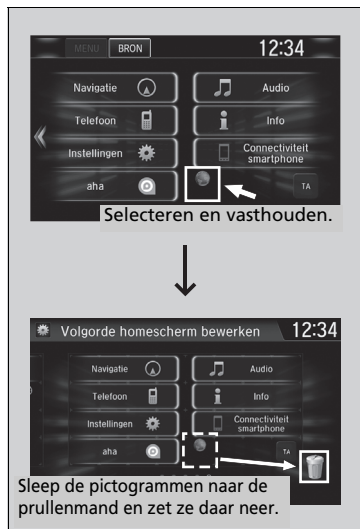 MENU BRON 12:34
Navigatie Audio
Telefoon Info
Instellingen Connectiviteit
smartphone
aha TA
Selecteren en vasthouden.
Volgorde homescherm bewerken 12:34
Navigatie Audio
Telefoon Info
Instellingen Connectiviteit
smartphone
aha TA
Sleep de pictogrammen naar de
prullenmand en zet ze daar neer.